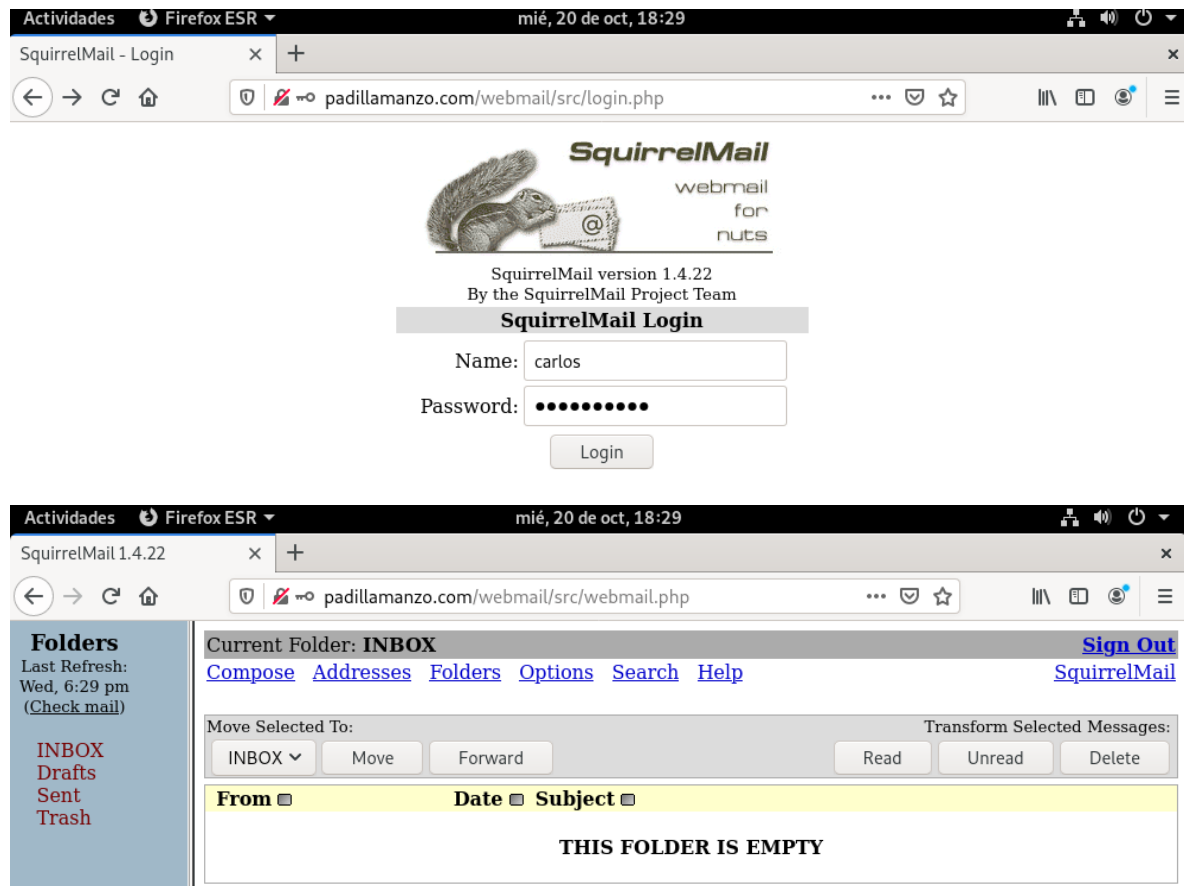 Actividades Firefox ESR mié, 20 de oct, 18:29
SquirrelMail - Login
padillamanzo.com/webmail/src/login.php
SquirrelMail
webmail
for
nuts
@
SquirrelMail version 1.4.22
By the SquirrelMail Project Team
SquirrelMail Login
Name: carlos
Password: ●●●●●●●●●●
Login
Actividades Firefox ESR mié, 20 de oct, 18:29
SquirrelMail 1.4.22
padillamanzo.com/webmail/src/webmail.php
Folders
Last Refresh:
Wed, 6:29 pm
(Check mail)
INBOX
Drafts
Sent
Trash
Current Folder: INBOX Sign Out
Compose Addresses Folders Options Search Help SquirrelMail
Move Selected To: Transform Selected Messages:
INBOX Move Forward Read Unread Delete
From Date Subject
THIS FOLDER IS EMPTY